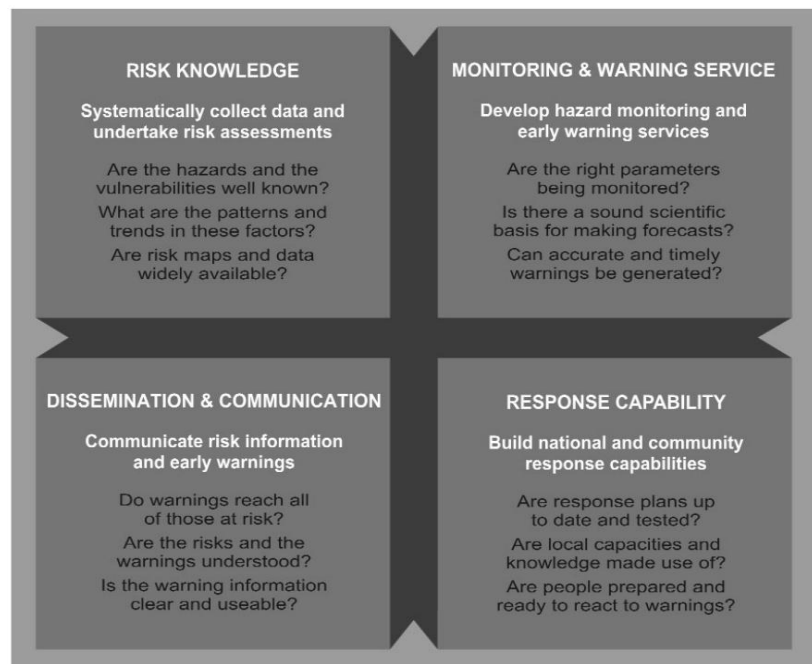 RISK KNOWLEDGE
Systematically collect data and
undertake risk assessments
Are the hazards and the
vulnerabilities well known?
What are the patterns and
trends in these factors?
Are risk maps and data
widely available?
MONITORING & WARNING SERVICE
Develop hazard monitoring and
early warning services
Are the right parameters
being monitored?
Is there a sound scientific
basis for making forecasts?
Can accurate and timely
warnings be generated?
DISSEMINATION & COMMUNICATION
Communicate risk information
and early warnings
Do warnings reach all
of those at risk?
Are the risks and the
warnings understood?
Is the warning information
clear and useable?
RESPONSE CAPABILITY
Build national and community
response capabilities
Are response plans up
to date and tested?
Are local capacities and
knowledge made use of?
Are people prepared and
ready to react to warnings?